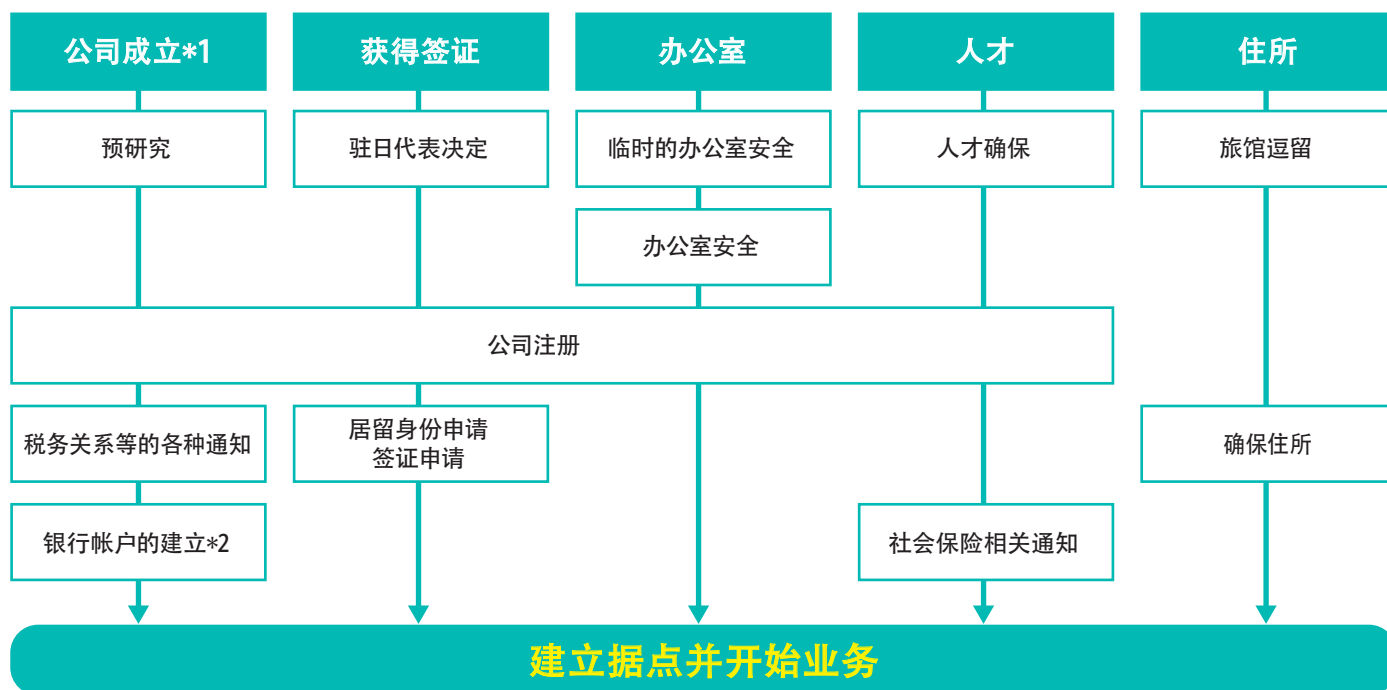 公司成立*1
获得签证
办公室
人才
住所
预研究
驻日代表决定
临时的办公室安全
人才确保
旅馆逗留
办公室安全
公司注册
税务关系等的各种通知
居留身份申请
签证申请
确保住所
银行帐户的建立*2
社会保险相关通知
建立据点并开始业务